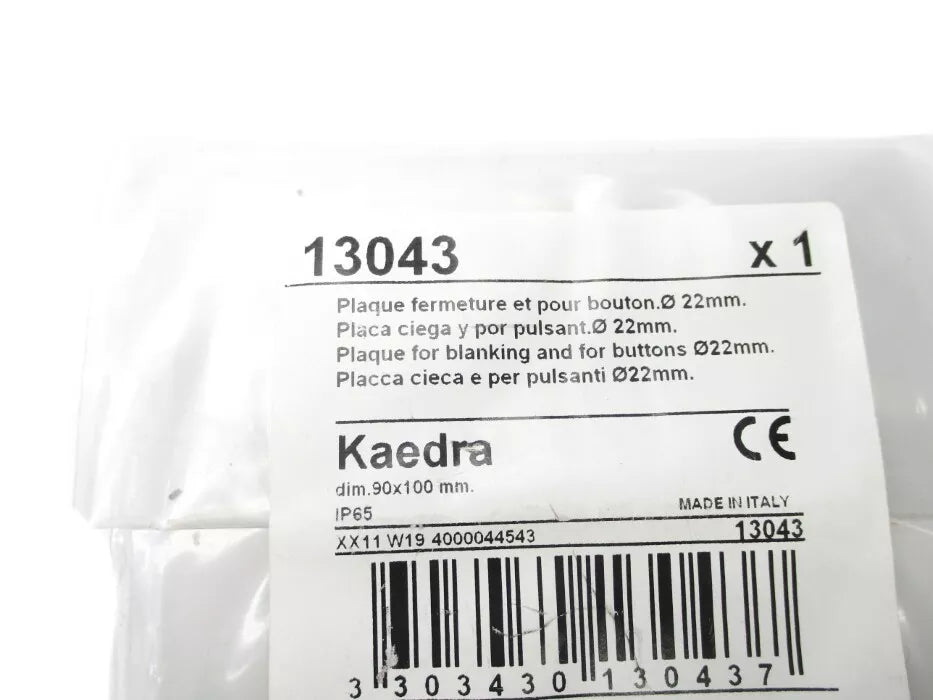 13043 x 1
Plaque fermeture et pour bouton.Ø 22mm.
Placa ciega y por pulsant.Ø 22mm.
Plaque for blanking and for buttons Ø22mm.
Placca cieca e per pulsanti Ø22mm.
Kaedra CE
dim.90x100 mm.
IP65 MADE IN ITALY
XX11 W19 4000044543 13043
3 303430 130437